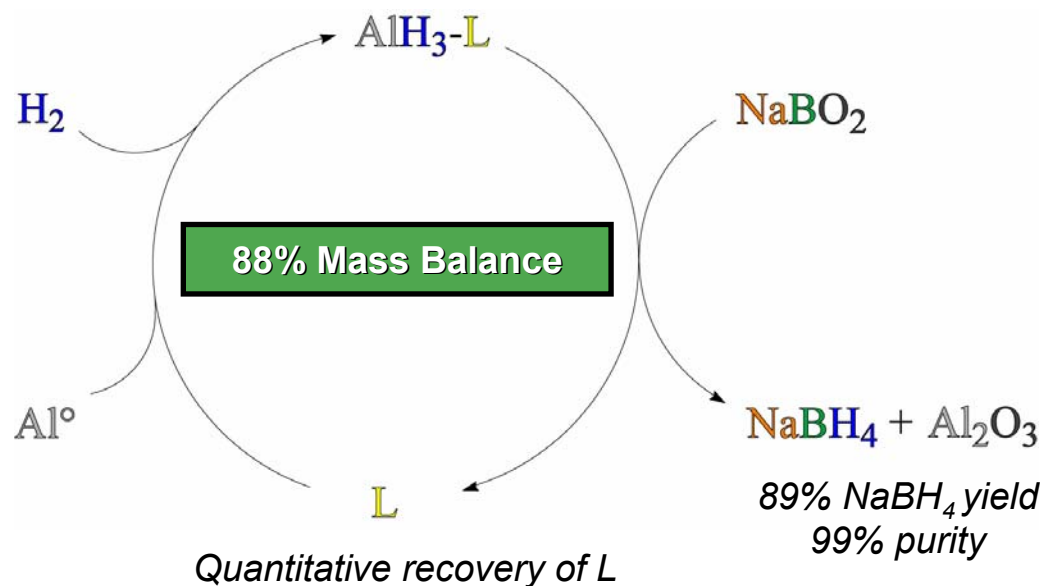 AlH₃-L
H₂
NaBO₂
88% Mass Balance
Al°
NaBH₄ + Al₂O₃
L
89% NaBH₄ yield
99% purity
Quantitative recovery of L